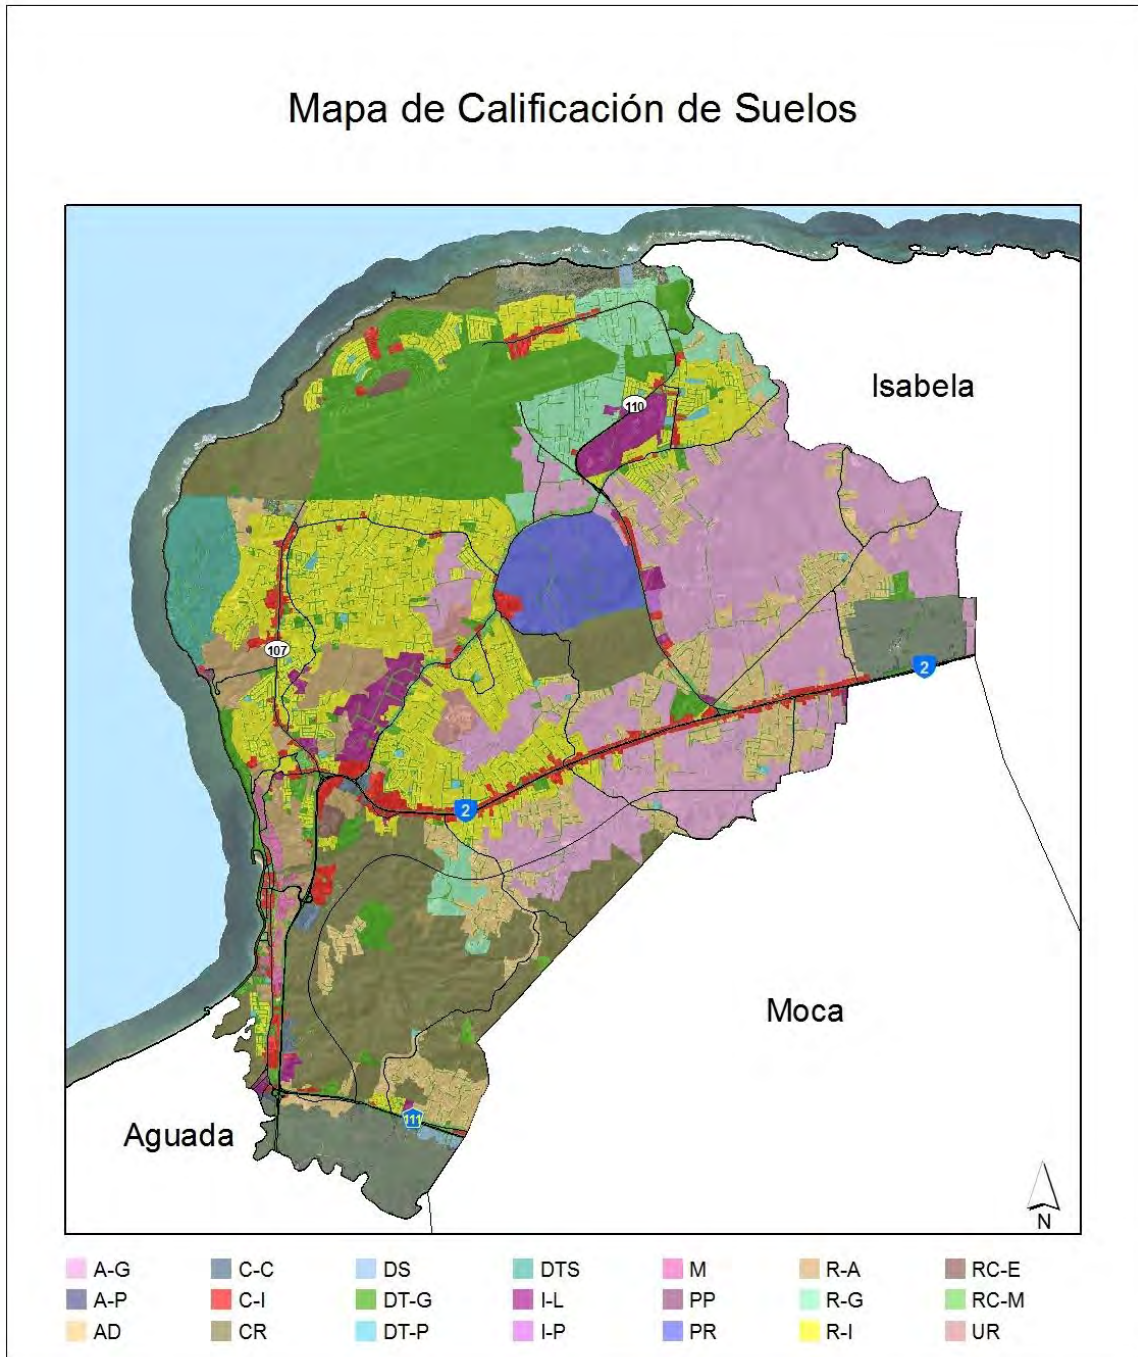 Mapa de Calificación de Suelos
Isabela
110
107
2
2
Moca
111
Aguada
N
A-G C-C DS DTS M R-A RC-E
A-P C-I DT-G I-L PP R-G RC-M
AD CR DT-P I-P PR R-I UR